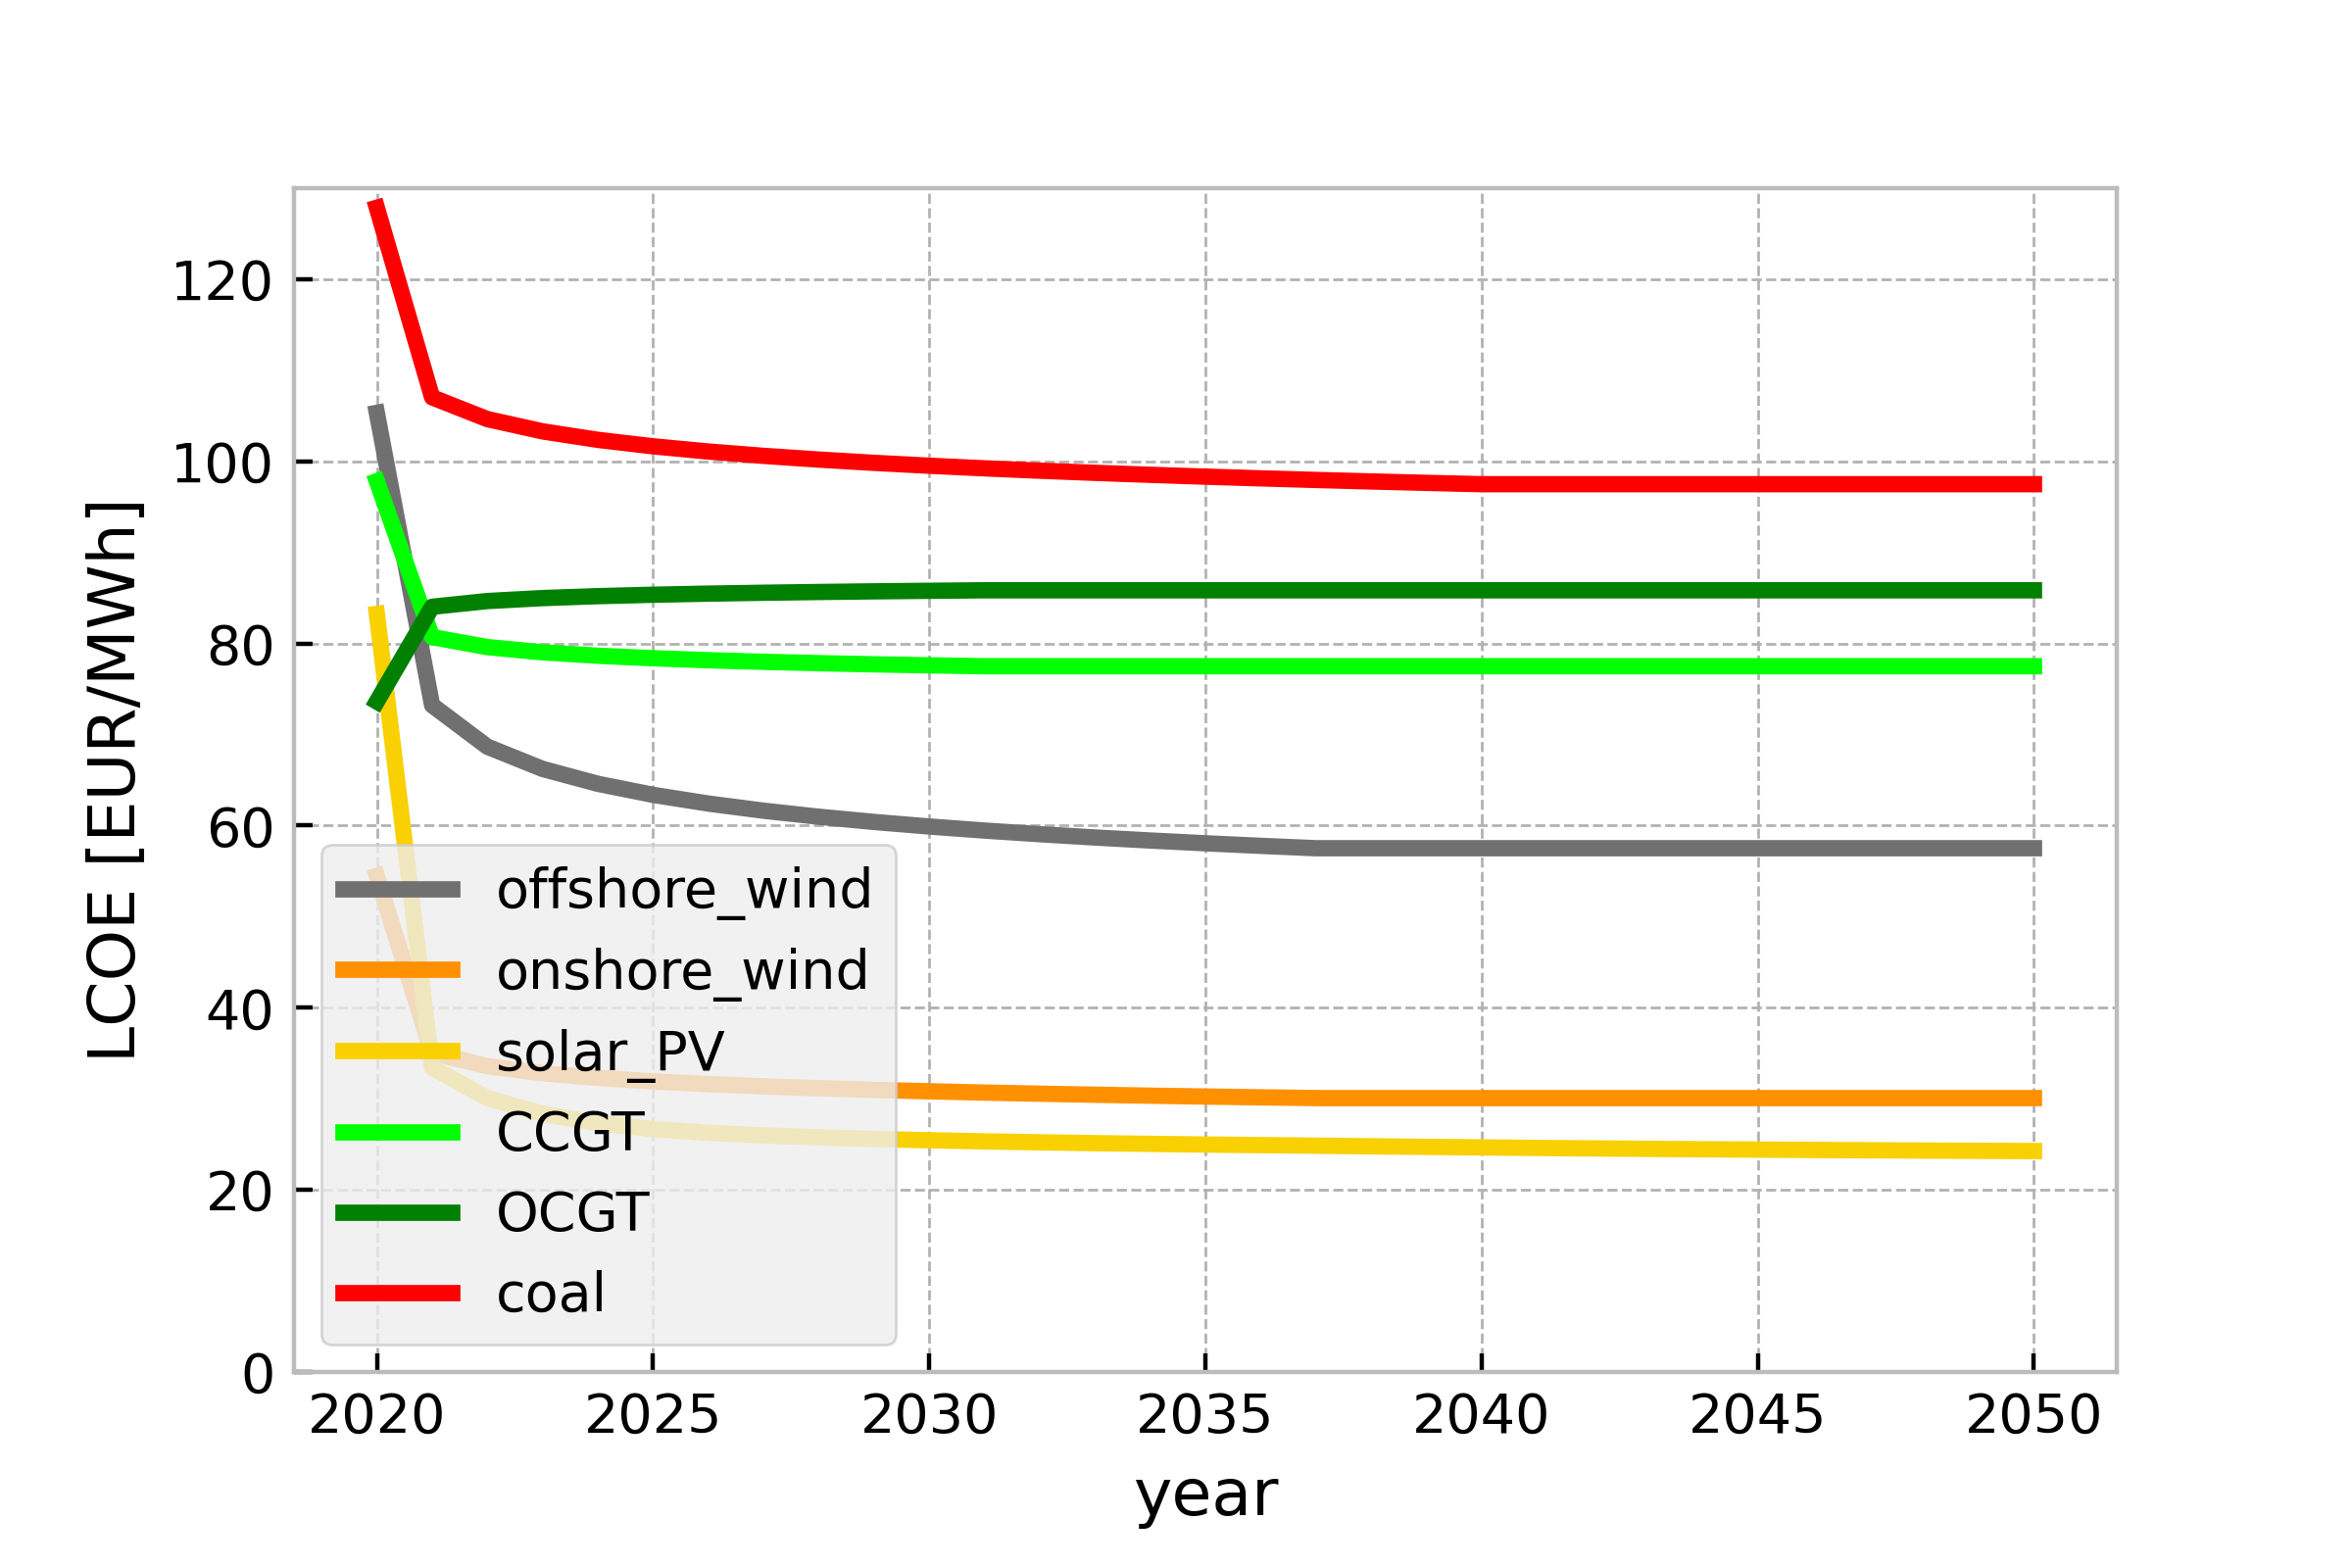 120
100
80
60
40
20
0
LCOE [EUR/MWh]
offshore_wind
onshore_wind
solar_PV
CCGT
OCGT
coal
2020 2025 2030 2035 2040 2045 2050
year